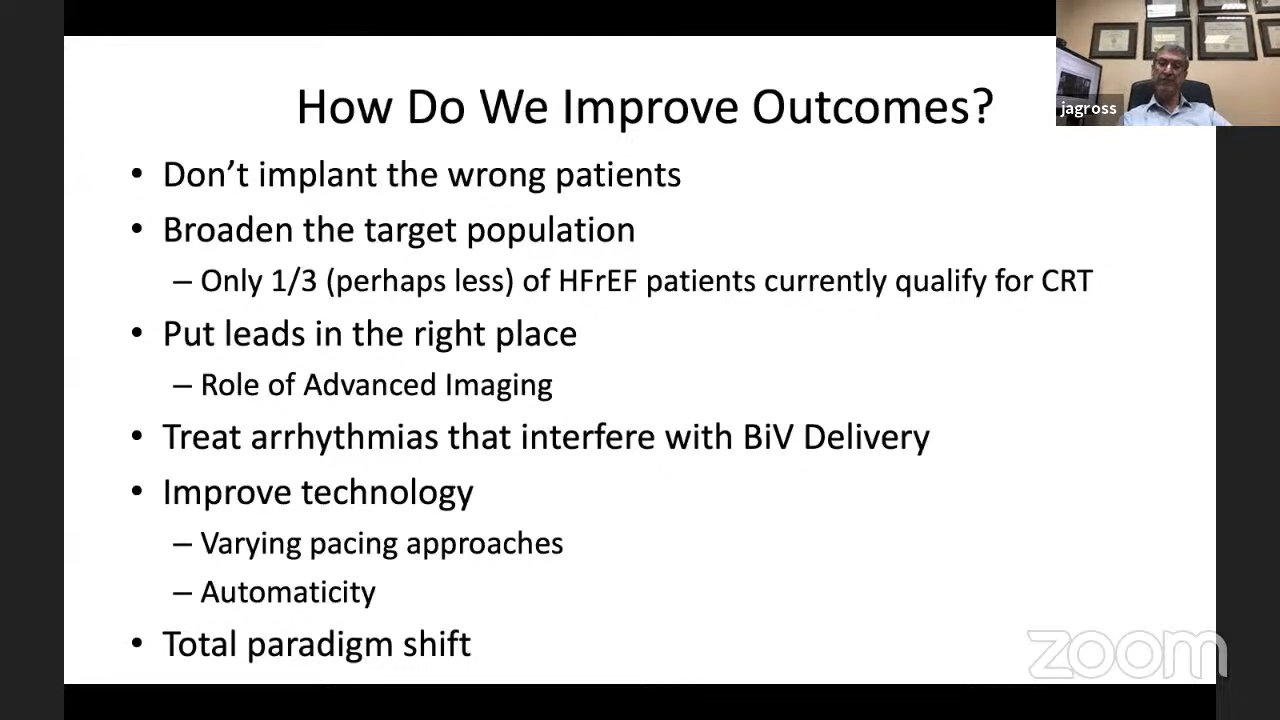 How Do We Improve Outcomes?
jagross
• Don’t implant the wrong patients
• Broaden the target population
– Only 1/3 (perhaps less) of HFrEF patients currently qualify for CRT
• Put leads in the right place
– Role of Advanced Imaging
• Treat arrhythmias that interfere with BiV Delivery
• Improve technology
– Varying pacing approaches
– Automaticity
• Total paradigm shift
zoom